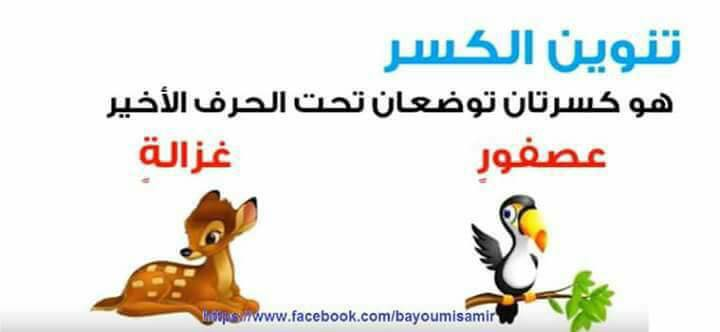 تنوين الكسر
هو كسرتان توضعان تحت الحرف الأخير
عصفورٍ غزالةٍ
https://www.facebook.com/bayoumisamir